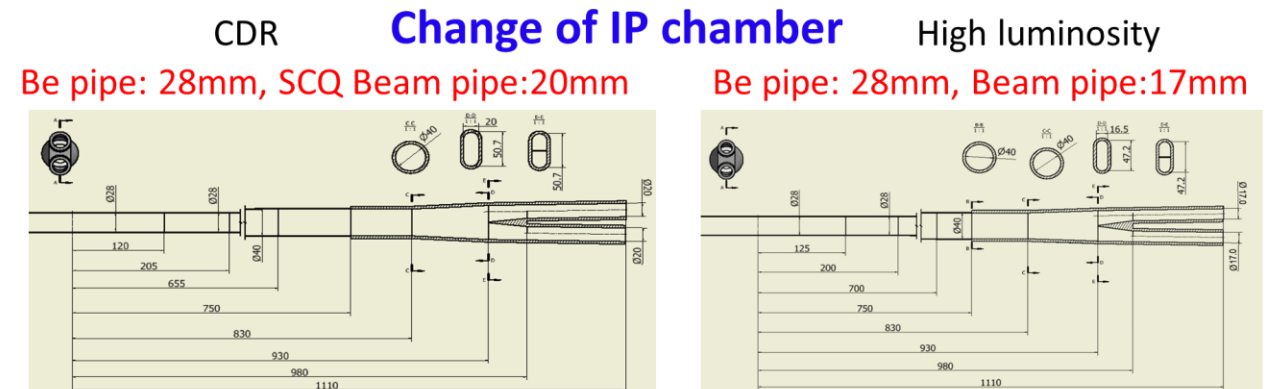 CDR
Change of IP chamber
High luminosity
Be pipe: 28mm, SCQ Beam pipe:20mm
Be pipe: 28mm, Beam pipe:17mm
A
A
C-C
Ø40
D-D
20
50.7
E-E
50.7
Ø28
Ø28
Ø40
C
C
E
D
D
E
Ø20
Ø20
120
205
655
750
830
930
980
1110
A
A
B-B
Ø40
C-C
Ø40
D-D
16.5
47.2
E-E
47.2
Ø28
Ø28
Ø40
B
B
C
C
E
D
D
E
Ø17.0
Ø17.0
125
200
700
750
830
930
980
1110